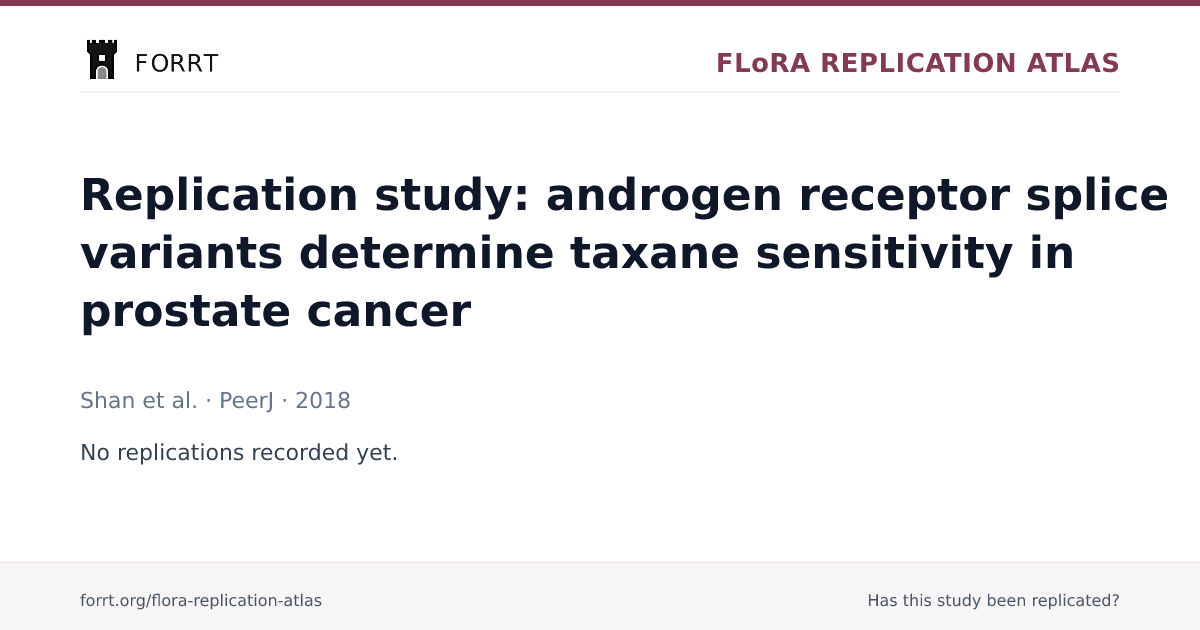 FORRT
FLoRA REPLICATION ATLAS
Replication study: androgen receptor splice
variants determine taxane sensitivity in
prostate cancer
Shan et al. · PeerJ · 2018
No replications recorded yet.
forrt.org/flora-replication-atlas
Has this study been replicated?